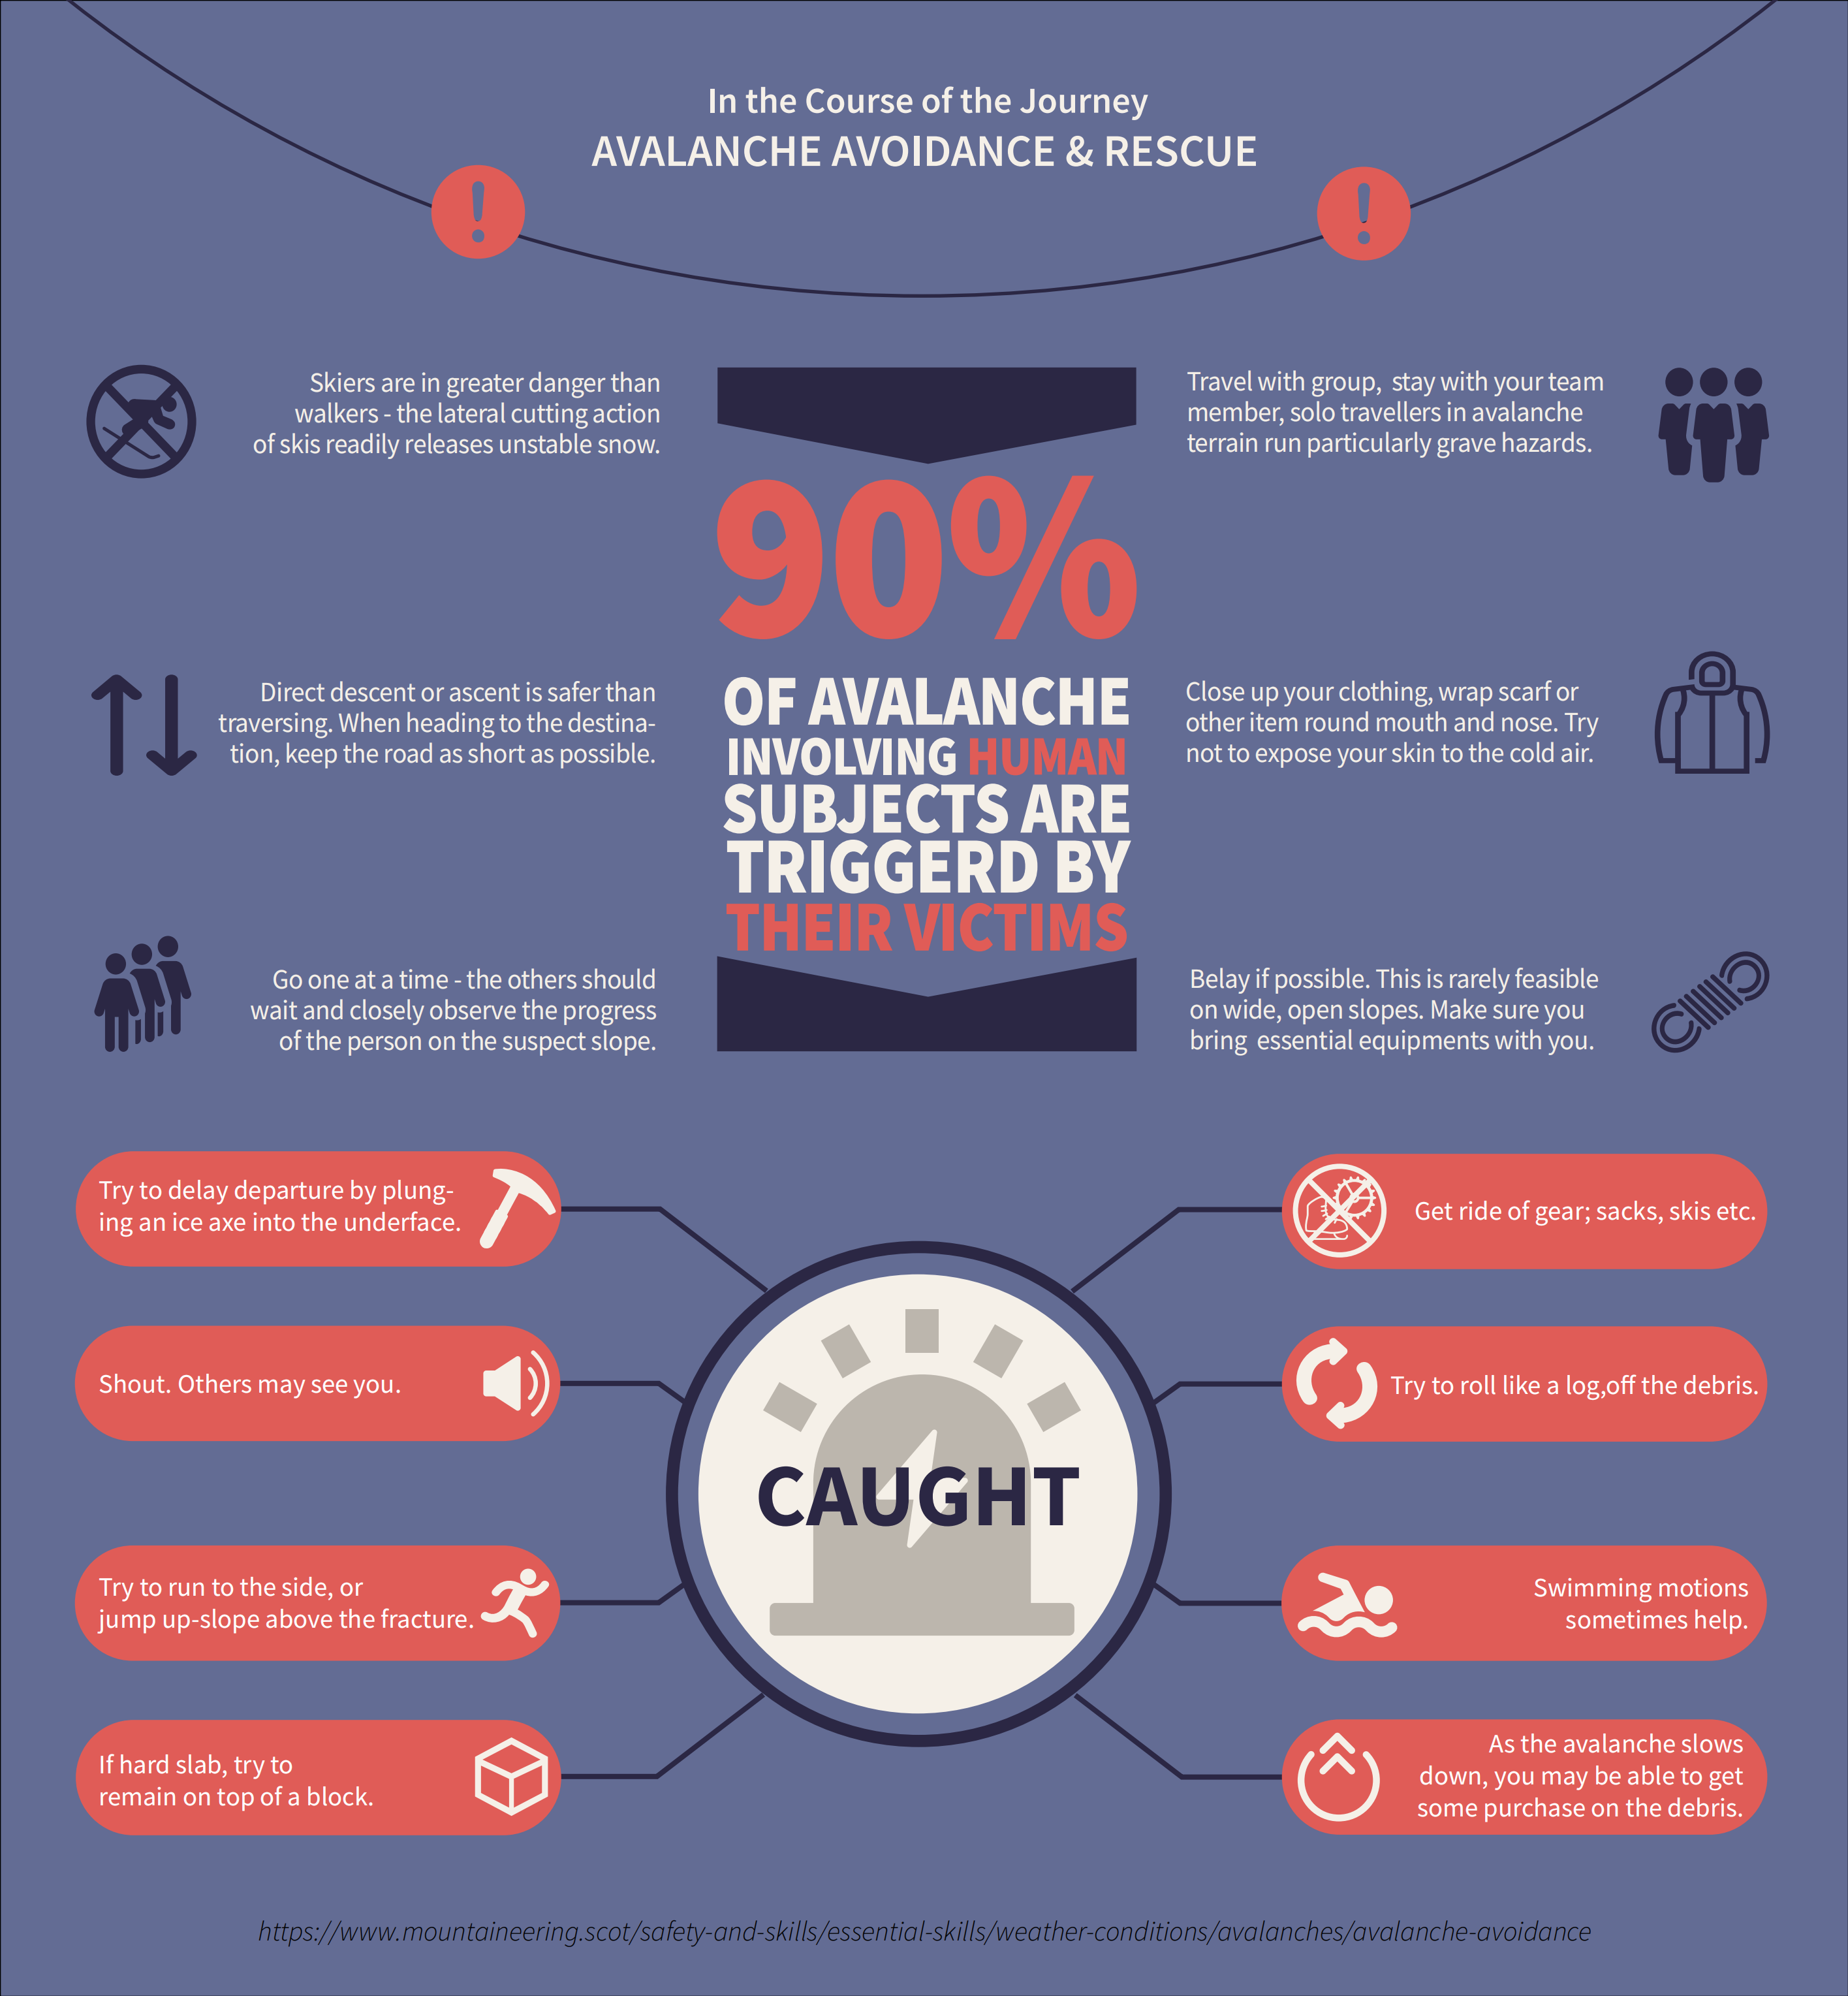 In the Course of the Journey
AVALANCHE AVOIDANCE & RESCUE
Skiers are in greater danger than
walkers - the lateral cutting action
of skis readily releases unstable snow.
Direct descent or ascent is safer than
traversing. When heading to the destina-
tion, keep the road as short as possible.
Go one at a time - the others should
wait and closely observe the progress
of the person on the suspect slope.
90%
OF AVALANCHE
INVOLVING HUMAN
SUBJECTS ARE
TRIGGERD BY
THEIR VICTIMS
Travel with group, stay with your team
member, solo travellers in avalanche
terrain run particularly grave hazards.
Close up your clothing, wrap scarf or
other item round mouth and nose. Try
not to expose your skin to the cold air.
Belay if possible. This is rarely feasible
on wide, open slopes. Make sure you
bring essential equipments with you.
Try to delay departure by plung-
ing an ice axe into the underface.
Shout. Others may see you.
Try to run to the side, or
jump up-slope above the fracture.
If hard slab, try to
remain on top of a block.
CAUGHT
Get ride of gear; sacks, skis etc.
Try to roll like a log,off the debris.
Swimming motions
sometimes help.
As the avalanche slows
down, you may be able to get
some purchase on the debris.
https://www.mountaineering.scot/safety-and-skills/essential-skills/weather-conditions/avalanches/avalanche-avoidance